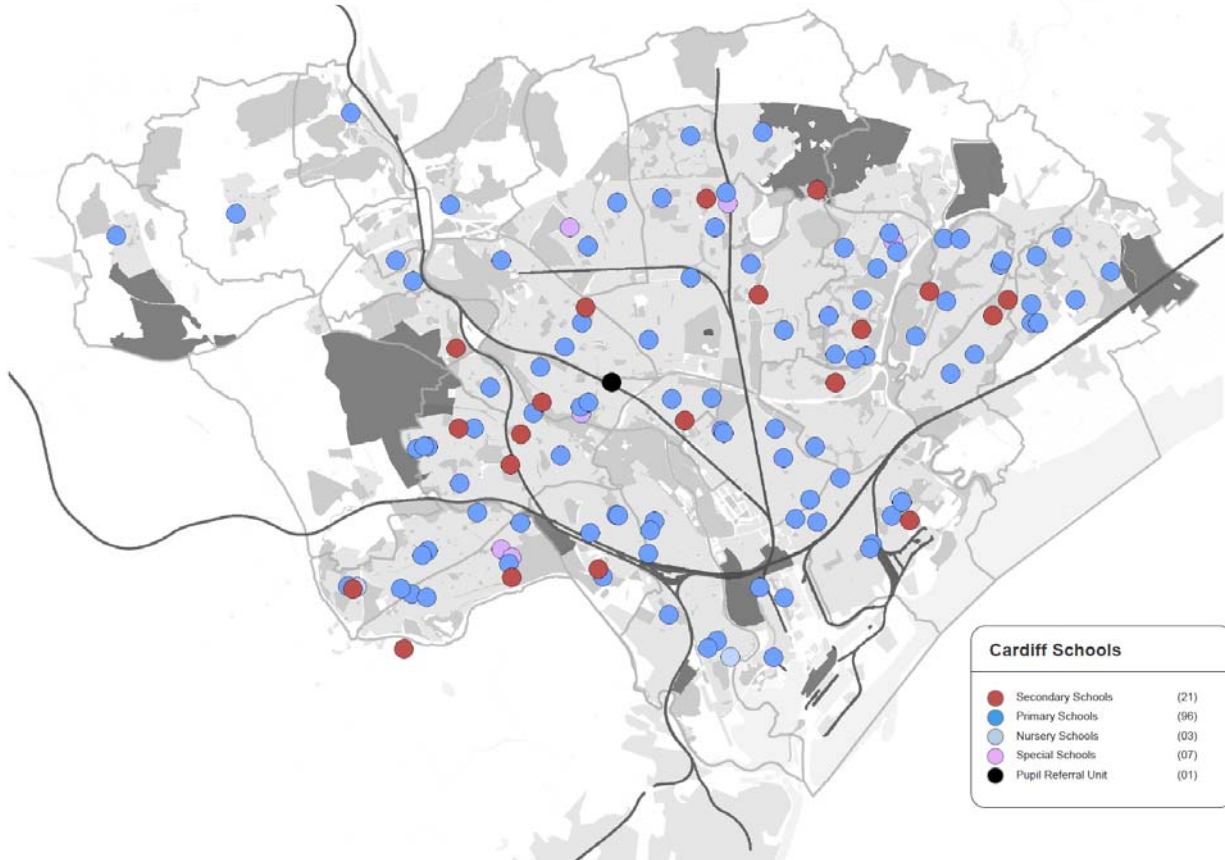 Cardiff Schools
Secondary Schools (21)
Primary Schools (96)
Nursery Schools (03)
Special Schools (07)
Pupil Referral Unit (01)